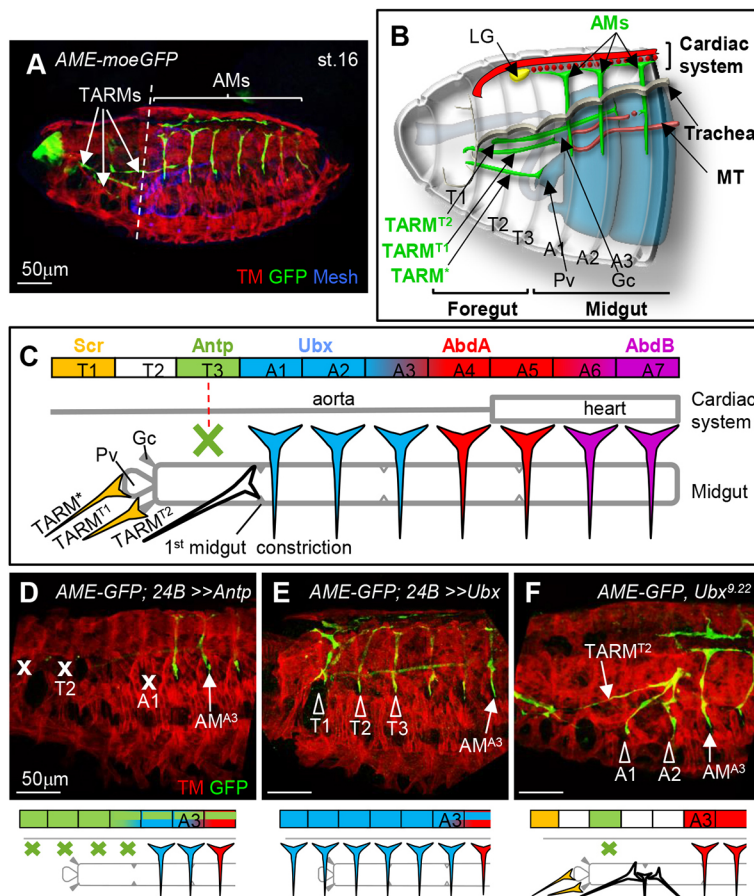 A AME-moeGFP st.16
TARMs
AMs
50μm
TM GFP Mesh
B
LG
AMs
Cardiac
system
Trachea
MT
T1
T2
T3
A1
A2
A3
TARMT2
TARMT1
TARM*
Pv
Gc
Foregut
Midgut
C
Scr Antp Ubx AbdA AbdB
T1 T2 T3 A1 A2 A3 A4 A5 A6 A7
aorta
heart
Cardiac
system
Gc
Pv
Midgut
TARM*
TARMT1
TARMT2
1st midgut constriction
D AME-GFP; 24B >>Antp
x x x
T2
A1
AMA3
50μm
TM GFP
A3
E AME-GFP; 24B >>Ubx
T1
T2
T3
AMA3
A3
F AME-GFP, Ubx9.22
TARMT2
A1
A2
AMA3
A3